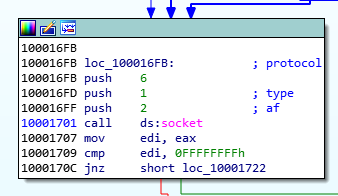 100016FB
100016FB loc_100016FB: ; protocol
100016FB push 6
100016FD push 1 ; type
100016FF push 2 ; af
10001701 call ds:socket
10001707 mov edi, eax
10001709 cmp edi, 0FFFFFFFFh
1000170C jnz short loc_10001722